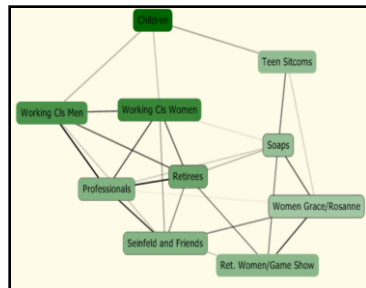 Children
Teen Sitcoms
Working Cls Men
Working Cls Women
Soaps
Professionals
Retirees
Women Grace/Rosanne
Seinfeld and Friends
Ret. Women/Game Show